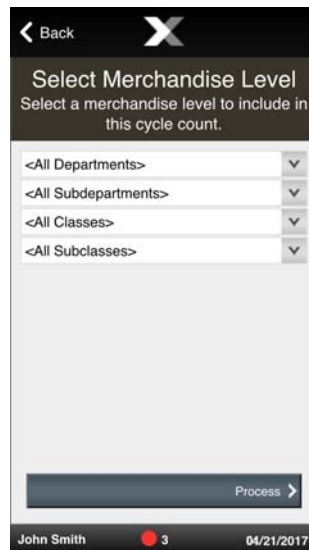 Back
Select Merchandise Level
Select a merchandise level to include in
this cycle count.
<All Departments>
<All Subdepartments>
<All Classes>
<All Subclasses>
Process
John Smith 3 04/21/2017